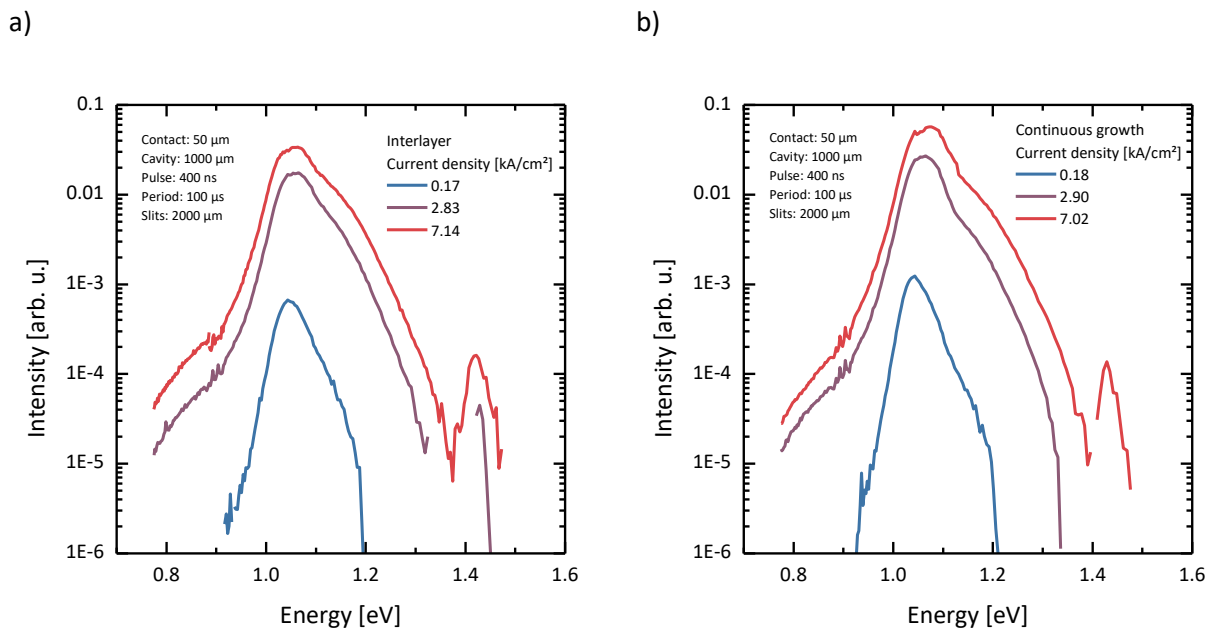 a)
0.1
0.01
1E-3
1E-4
1E-5
1E-6
Intensity [arb. u.]
Contact: 50 µm
Cavity: 1000 µm
Pulse: 400 ns
Period: 100 µs
Slits: 2000 µm
Interlayer
Current density [kA/cm²]
0.17
2.83
7.14
0.8 1.0 1.2 1.4 1.6
Energy [eV]
b)
0.1
0.01
1E-3
1E-4
1E-5
1E-6
Intensity [arb. u.]
Contact: 50 µm
Cavity: 1000 µm
Pulse: 400 ns
Period: 100 µs
Slits: 2000 µm
Continuous growth
Current density [kA/cm²]
0.18
2.90
7.02
0.8 1.0 1.2 1.4 1.6
Energy [eV]